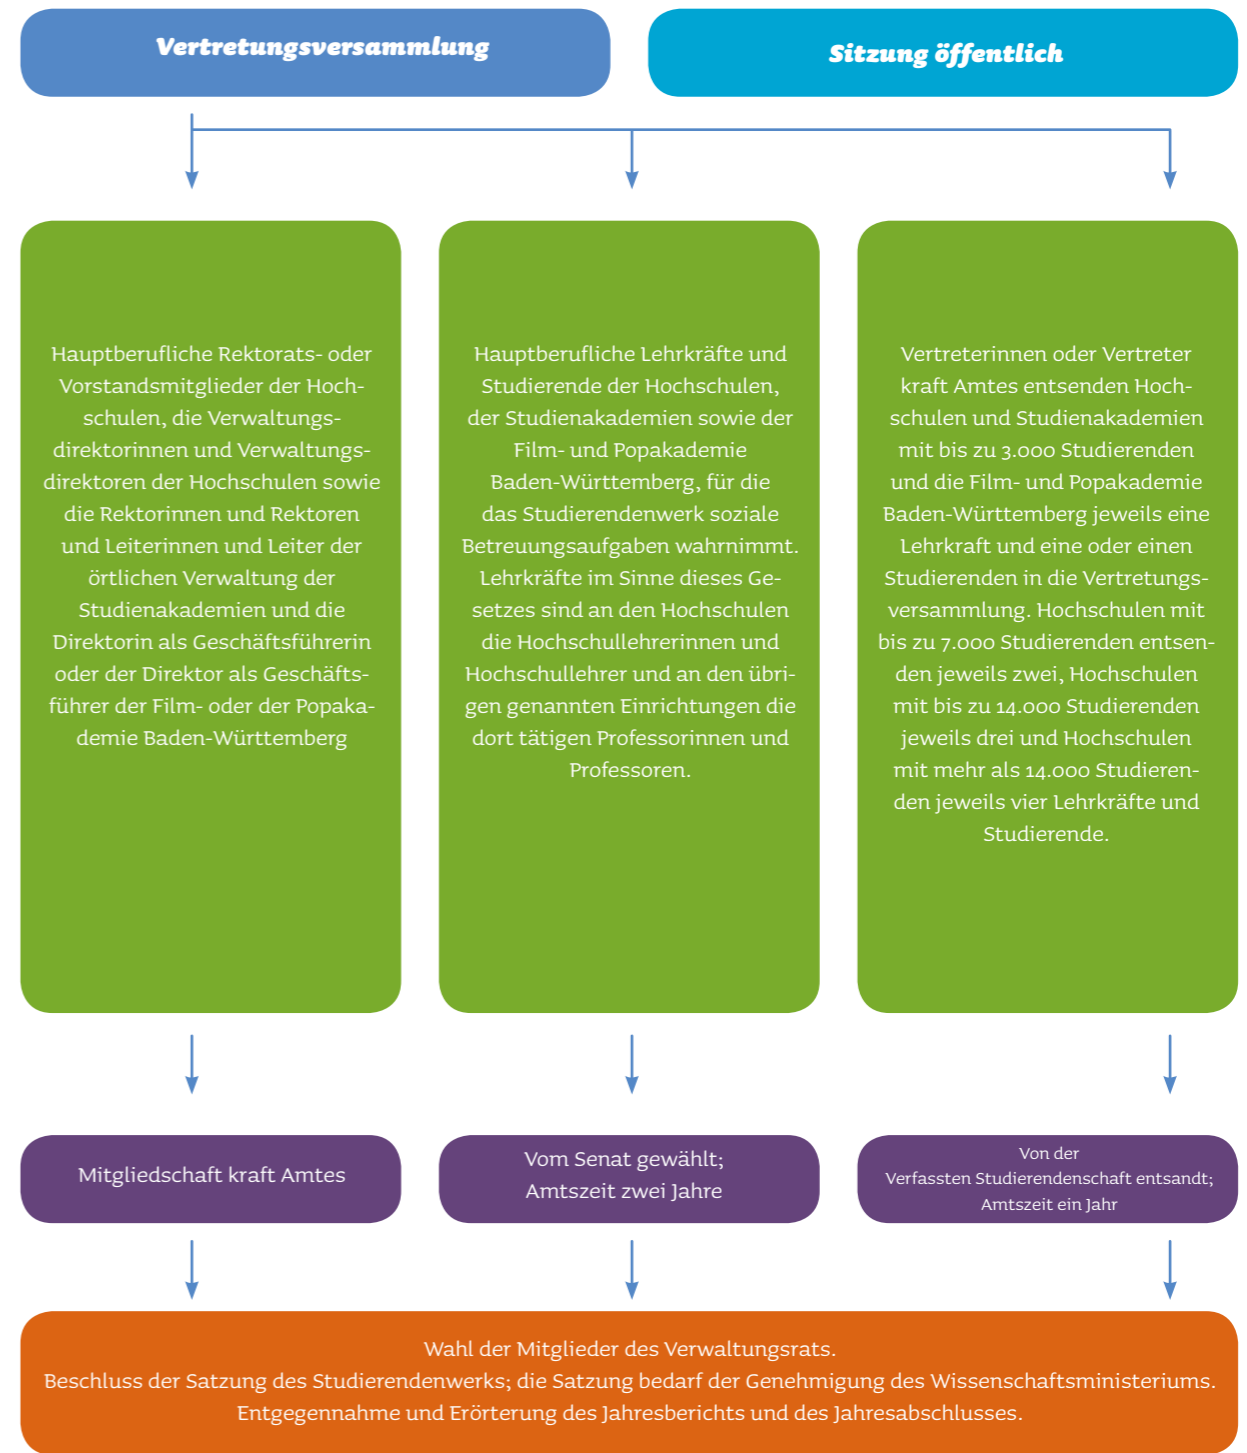 Vertretungsversammlung
Sitzung öffentlich
Hauptberufliche Rektorats- oder
Vorstandsmitglieder der Hoch-
schulen, die Verwaltungs-
direktorinnen und Verwaltungs-
direktoren der Hochschulen sowie
die Rektorinnen und Rektoren
und Leiterinnen und Leiter der
örtlichen Verwaltung der
Studienakademien und die
Direktorin als Geschäftsführerin
oder der Direktor als Geschäfts-
führer der Film- oder der Popaka-
demie Baden-Württemberg
Hauptberufliche Lehrkräfte und
Studierende der Hochschulen,
der Studienakademien sowie der
Film- und Popakademie
Baden-Württemberg, für die
das Studierendenwerk soziale
Betreuungsaufgaben wahrnimmt.
Lehrkräfte im Sinne dieses Ge-
setzes sind an den Hochschulen
die Hochschullehrerinnen und
Hochschullehrer und an den übri-
gen genannten Einrichtungen die
dort tätigen Professorinnen und
Professoren.
Vertreterinnen oder Vertreter
kraft Amtes entsenden Hoch-
schulen und Studienakademien
mit bis zu 3.000 Studierenden
und die Film- und Popakademie
Baden-Württemberg jeweils eine
Lehrkraft und eine oder einen
Studierenden in die Vertretungs-
versammlung. Hochschulen mit
bis zu 7.000 Studierenden entsen-
den jeweils zwei, Hochschulen
mit bis zu 14.000 Studierenden
jeweils drei und Hochschulen
mit mehr als 14.000 Studieren-
den jeweils vier Lehrkräfte und
Studierende.
Mitgliedschaft kraft Amtes
Vom Senat gewählt;
Amtszeit zwei Jahre
Von der
Verfassten Studierendenschaft entsandt;
Amtszeit ein Jahr
Wahl der Mitglieder des Verwaltungsrats.
Beschluss der Satzung des Studierendenwerks; die Satzung bedarf der Genehmigung des Wissenschaftsministeriums.
Entgegennahme und Erörterung des Jahresberichts und des Jahresabschlusses.